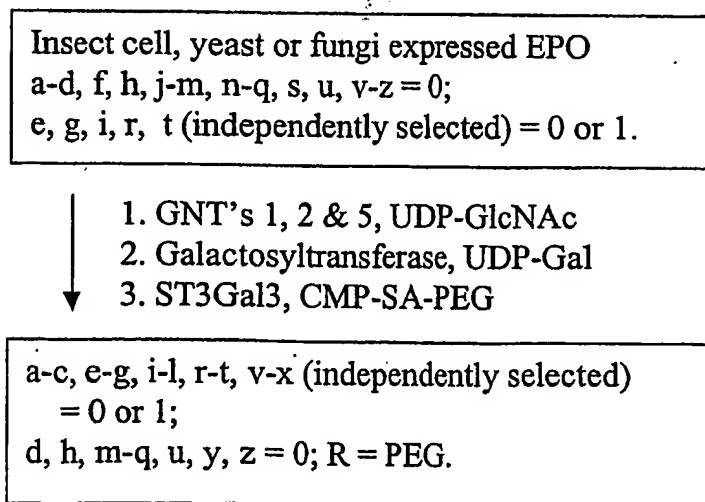 Insect cell, yeast or fungi expressed EPO
a-d, f, h, j-m, n-q, s, u, v-z = 0;
e, g, i, r, t (independently selected) = 0 or 1.
1. GNT's 1, 2 & 5, UDP-GlcNAc
2. Galactosyltransferase, UDP-Gal
3. ST3Gal3, CMP-SA-PEG
a-c, e-g, i-l, r-t, v-x (independently selected)
= 0 or 1;
d, h, m-q, u, y, z = 0; R = PEG.